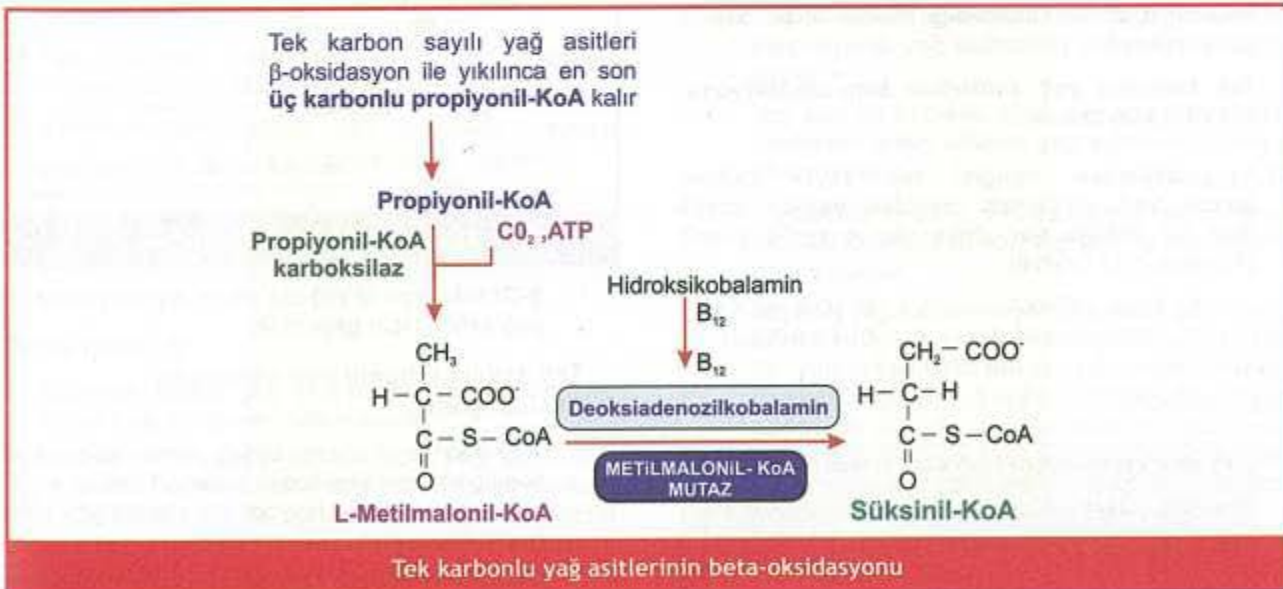 Tek karbon sayılı yağ asitleri
β-oksidasyon ile yıkılınca en son
üç karbonlu propiyonil-KoA kalır
Propiyonil-KoA
Propiyonil-KoA
karboksilaz
C0₂ ,ATP
Hidroksikobalamin
B₁₂
B₁₂
CH₃
H – C – COO⁻
C – S – CoA
O
L-Metilmalonil-KoA
Deoksiadenozilkobalamin
METİLMALONİL- KoA
MUTAZ
CH₂ – COO⁻
H – C – H
C – S – CoA
O
Süksinil-KoA
Tek karbonlu yağ asitlerinin beta-oksidasyonu